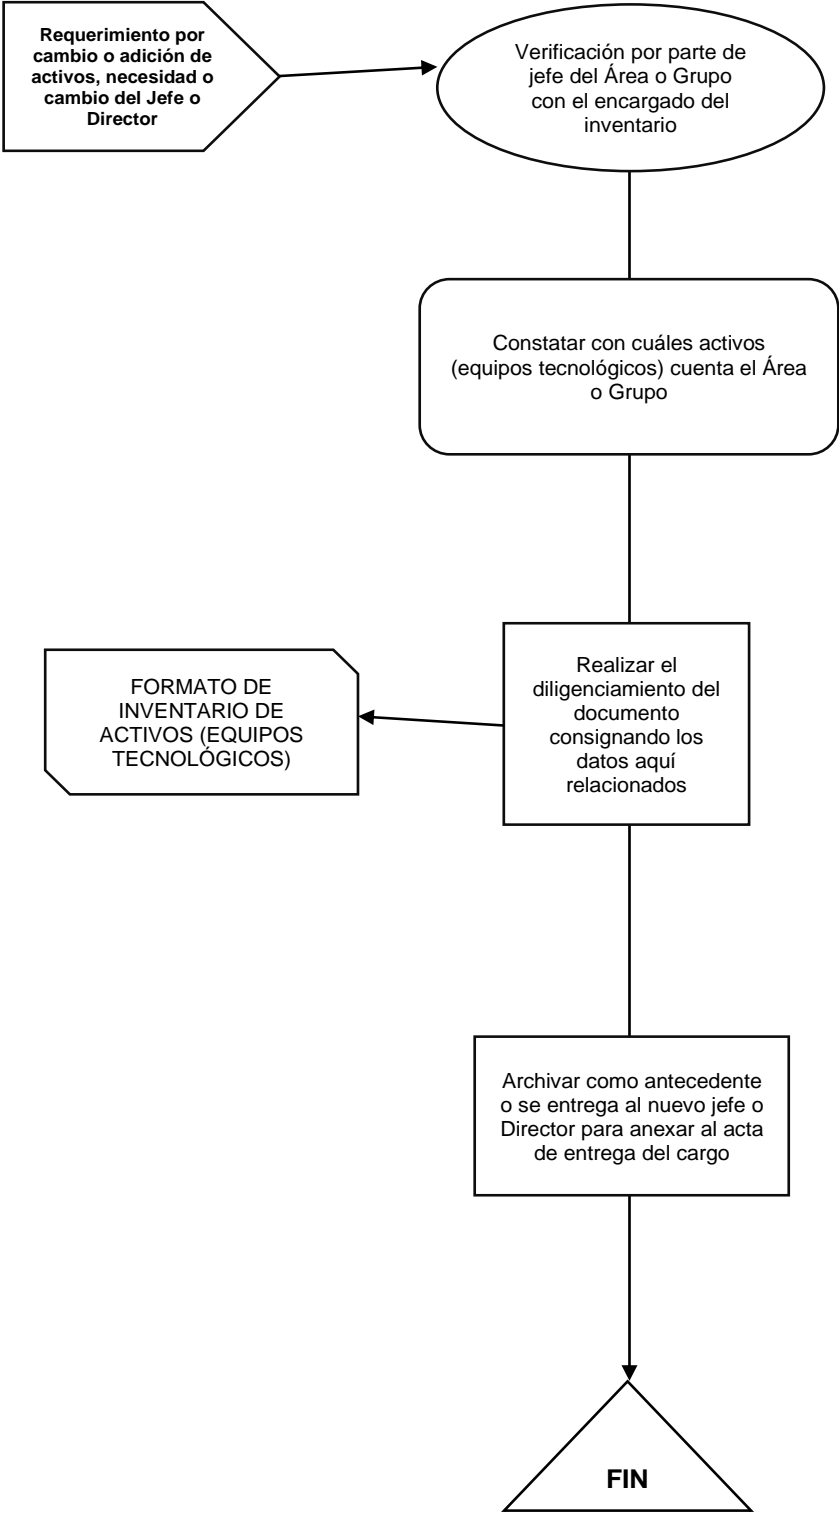 Requerimiento por
cambio o adición de
activos, necesidad o
cambio del Jefe o
Director
Verificación por parte de
jefe del Área o Grupo
con el encargado del
inventario
Constatar con cuáles activos
(equipos tecnológicos) cuenta el Área
o Grupo
Realizar el
diligenciamiento del
documento
consignando los
datos aquí
relacionados
FORMATO DE
INVENTARIO DE
ACTIVOS (EQUIPOS
TECNOLÓGICOS)
Archivar como antecedente
o se entrega al nuevo jefe o
Director para anexar al acta
de entrega del cargo
FIN